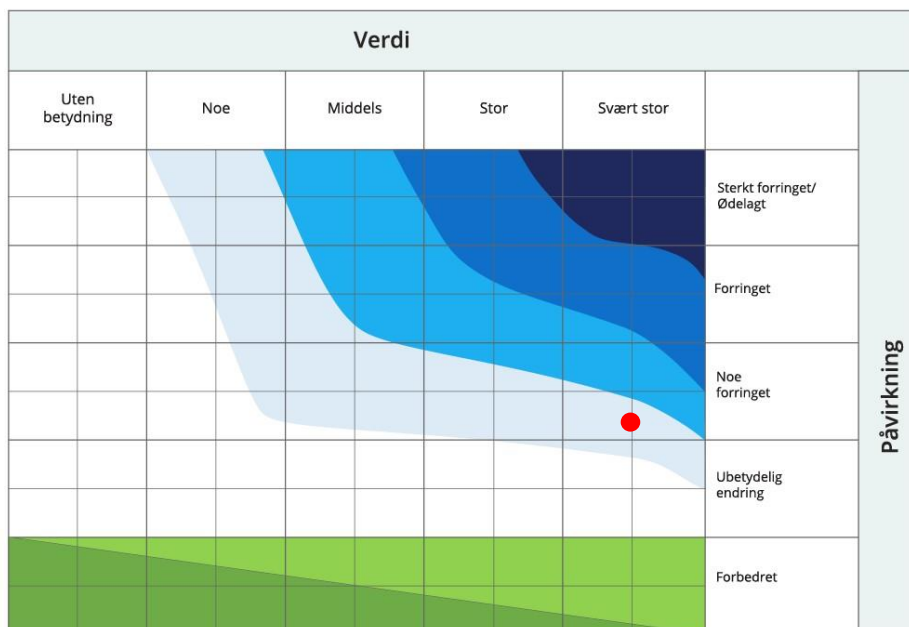 Verdi
Uten
betydning
Noe
Middels
Stor
Svært stor
Sterkt forringet/
Ødelagt
Forringet
Noe
forringet
Ubetydelig
endring
Forbedret
Påvirkning